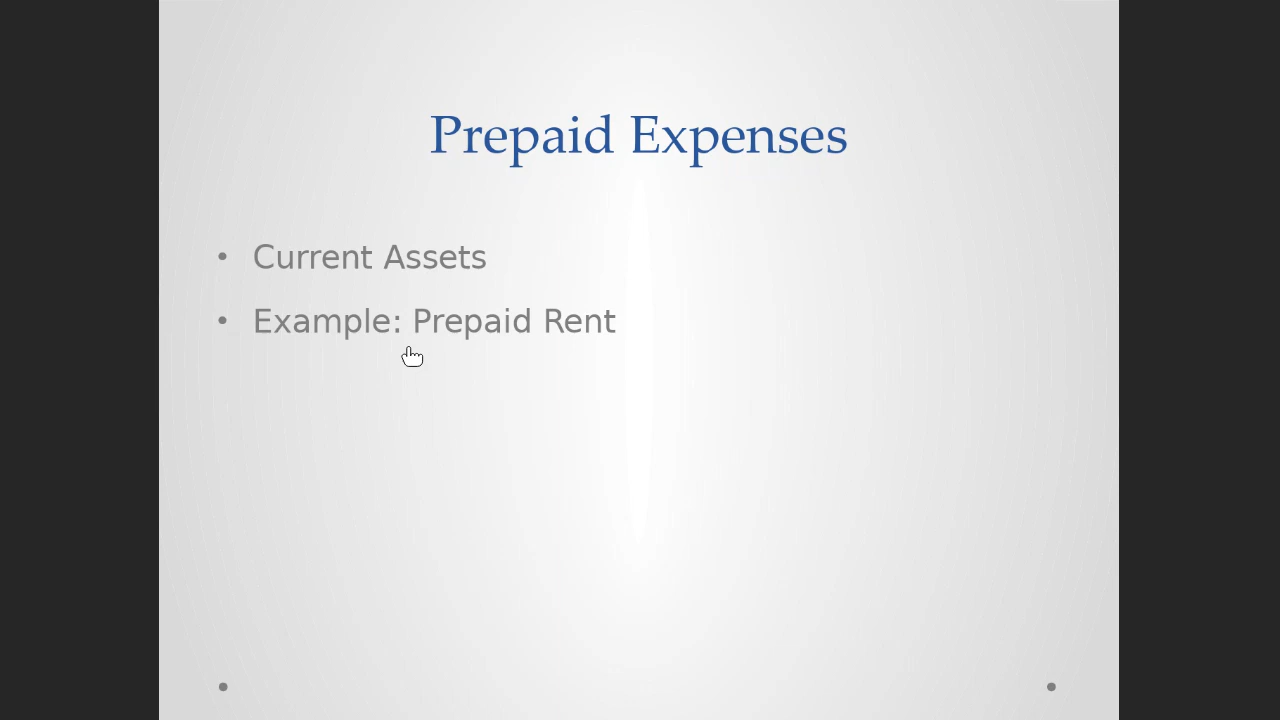 Prepaid Expenses
• Current Assets
• Example: Prepaid Rent